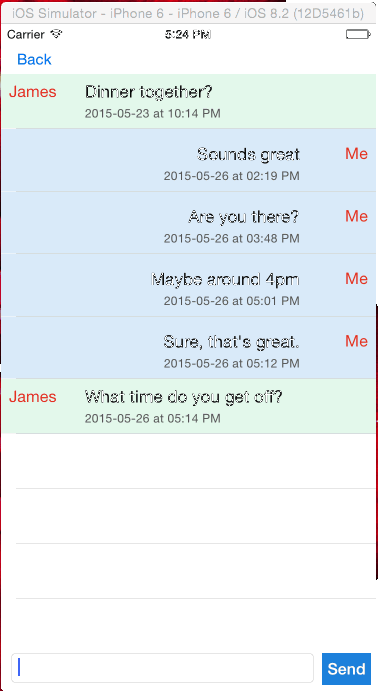 iOS Simulator - iPhone 6 - iPhone 6 / iOS 8.2 (12D5461b)
Carrier 5:24 PM
Back
James Dinner together?
2015-05-23 at 10:14 PM
Sounds great Me
2015-05-26 at 02:19 PM
Are you there? Me
2015-05-26 at 03:48 PM
Maybe around 4pm Me
2015-05-26 at 05:01 PM
Sure, that's great. Me
2015-05-26 at 05:12 PM
James What time do you get off?
2015-05-26 at 05:14 PM
Send